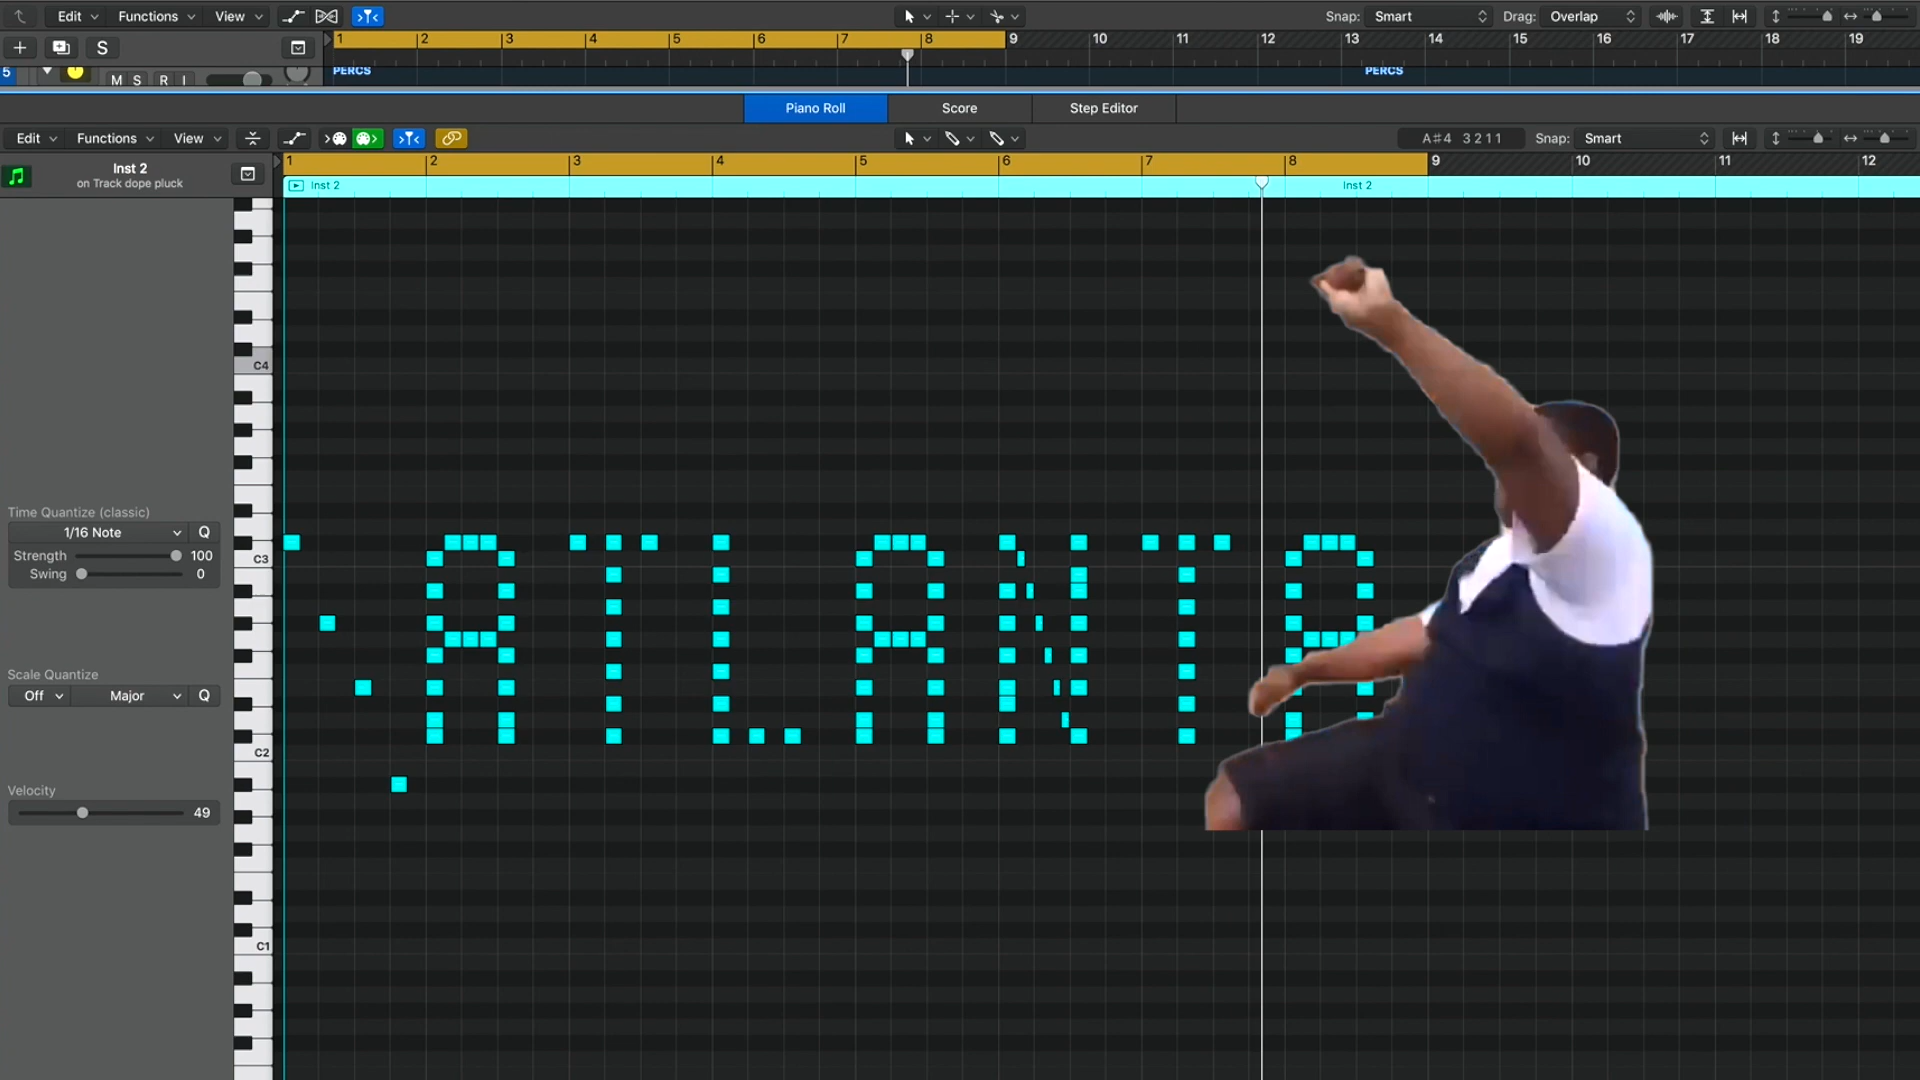 Edit Functions View Snap: Smart Drag: Overlap
S 1 2 3 4 5 6 7 8 9 10 11 12 13 14 15 16 17 18 19
5 M S R I PERCS PERCS
Piano Roll Score Step Editor
Edit Functions View A#4 3 2 1 1 Snap: Smart
1 2 3 4 5 6 7 8 9 10 11 12
Inst 2
on Track dope pluck
Inst 2 Inst 2
C4
Time Quantize (classic)
1/16 Note Q
Strength 100
Swing 0
C3
ATLANTA
Scale Quantize
Off Major Q
C2
Velocity
49
C1